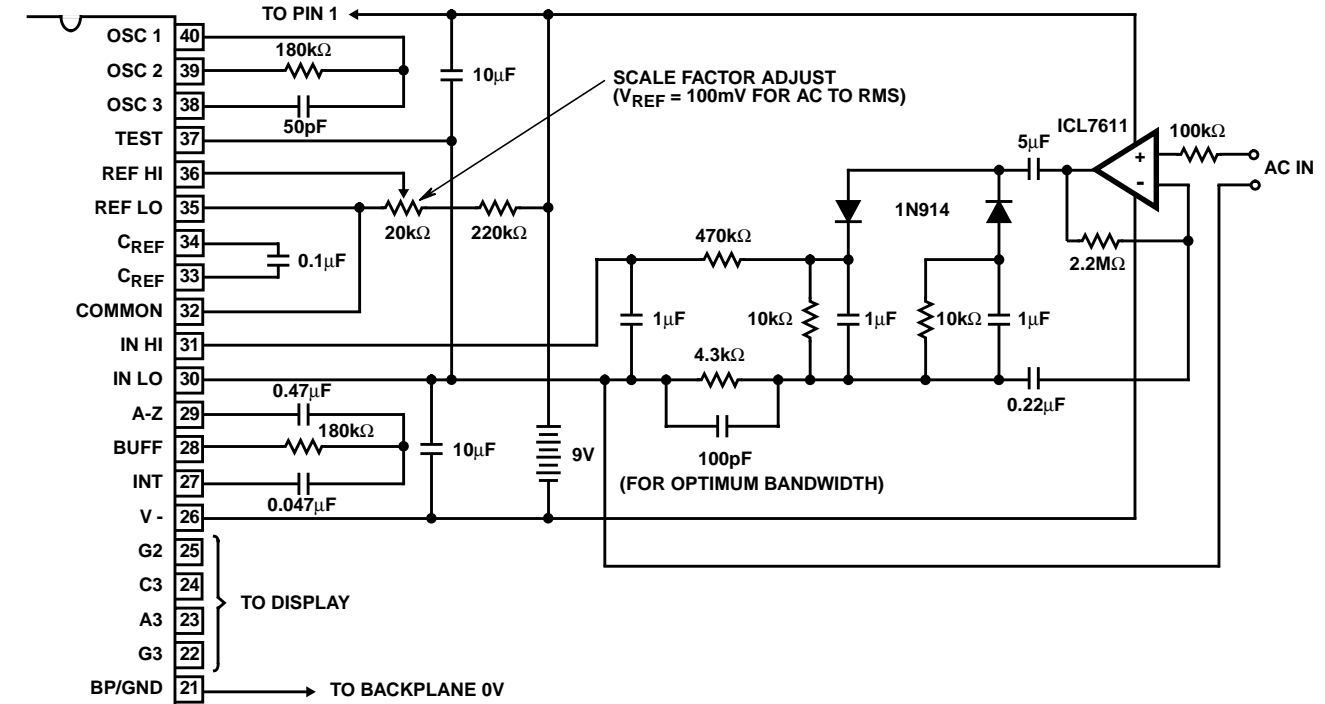 TO PIN 1
OSC 1 40
180kΩ
OSC 2 39
OSC 3 38
50pF
TEST 37
REF HI 36
REF LO 35
20kΩ
220kΩ
CREF 34
0.1µF
CREF 33
COMMON 32
IN HI 31
IN LO 30
0.47µF
A-Z 29
180kΩ
BUFF 28
INT 27
0.047µF
V - 26
G2 25
C3 24
A3 23
G3 22
TO DISPLAY
BP/GND 21
TO BACKPLANE 0V
10µF
SCALE FACTOR ADJUST
(VREF = 100mV FOR AC TO RMS)
ICL7611
100kΩ
+
-
AC IN
5µF
1N914
2.2MΩ
470kΩ
1µF
10kΩ
1µF
10kΩ
1µF
4.3kΩ
0.22µF
100pF
(FOR OPTIMUM BANDWIDTH)
10µF
9V